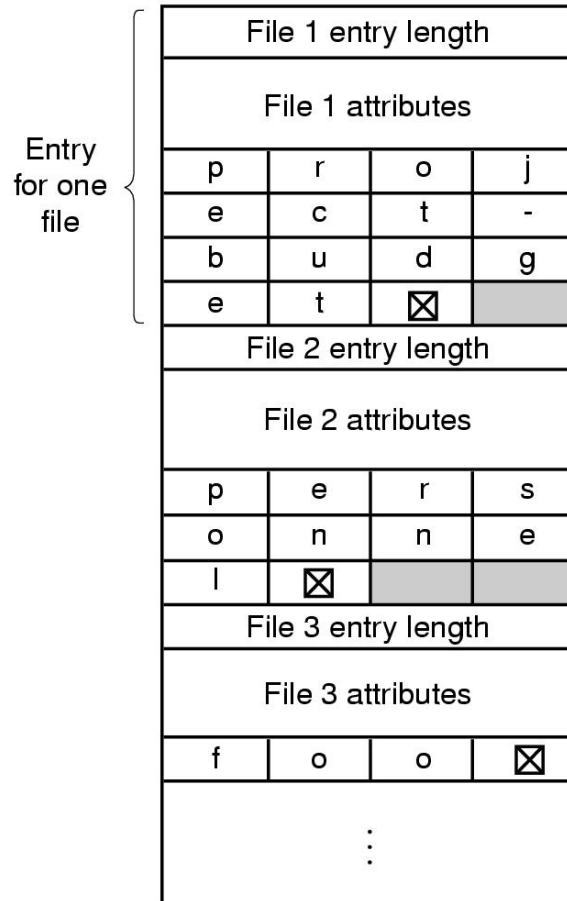 File 1 entry length
File 1 attributes
Entry
for one
file
p r o j
e c t -
b u d g
e t ☒
File 2 entry length
File 2 attributes
p e r s
o n n e
l ☒
File 3 entry length
File 3 attributes
f o o ☒
⋮